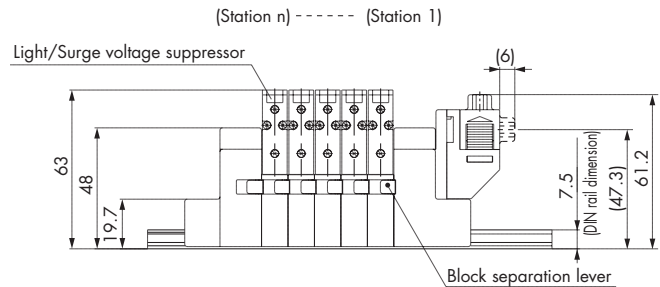 (Station n) ------ (Station 1)
Light/Surge voltage suppressor
(6)
63
48
19.7
7.5
(DIN rail dimension)
(47.3)
61.2
Block separation lever